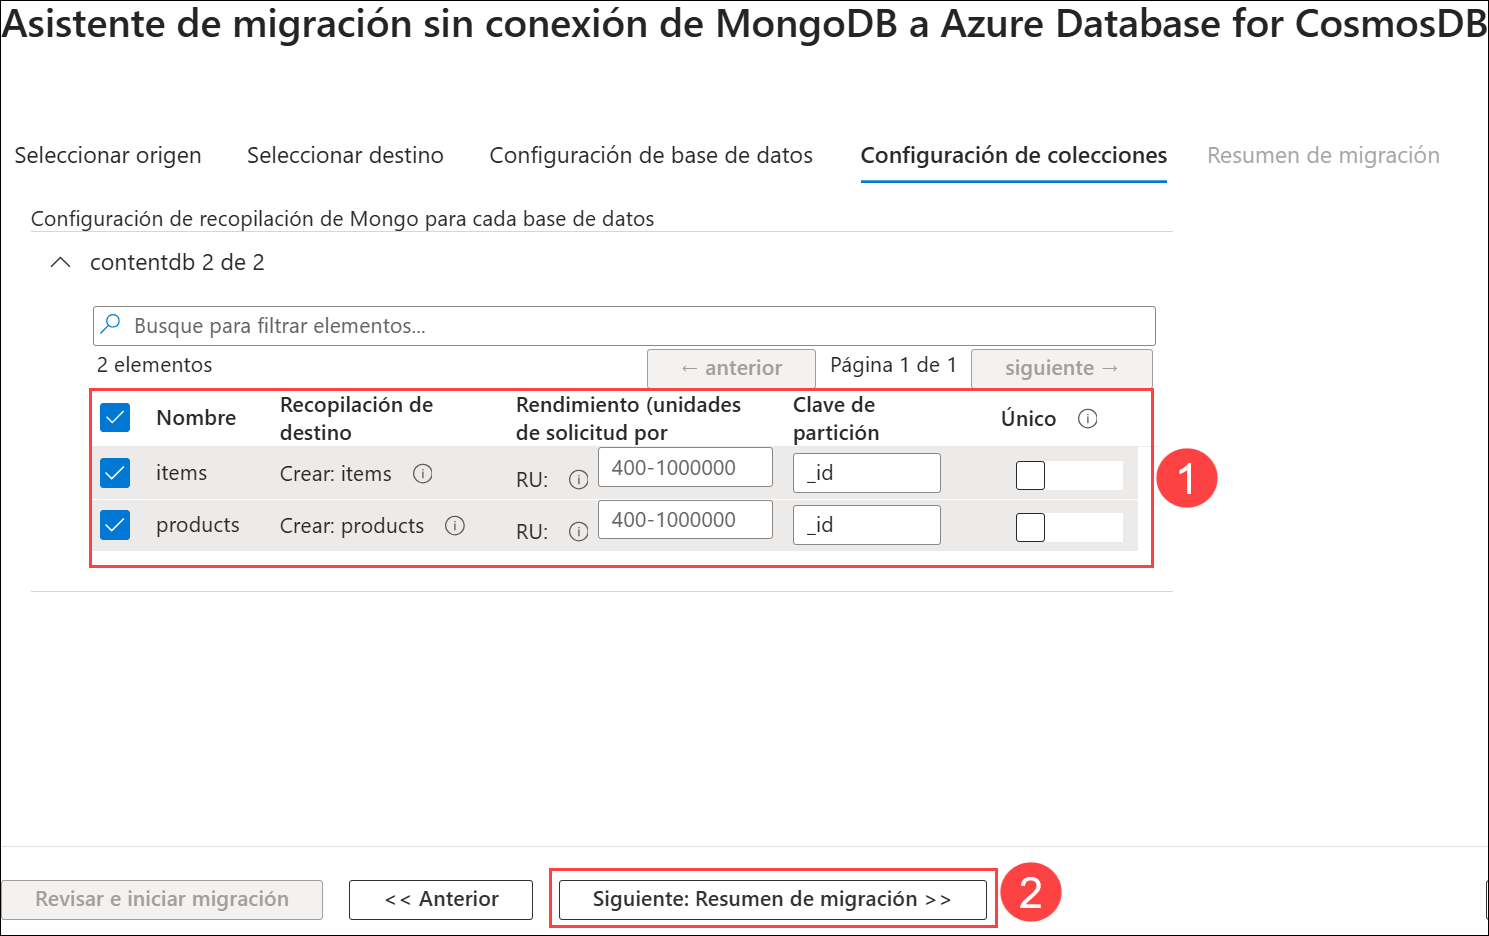 Asistente de migración sin conexión de MongoDB a Azure Database for CosmosDB
Seleccionar origen Seleccionar destino Configuración de base de datos Configuración de colecciones Resumen de migración
Configuración de recopilación de Mongo para cada base de datos
contentdb 2 de 2
Busque para filtrar elementos...
2 elementos ← anterior Página 1 de 1 siguiente →
Nombre Recopilación de destino Rendimiento (unidades de solicitud por Clave de partición Único
items Crear: items RU: 400-1000000 _id
1
products Crear: products RU: 400-1000000 _id
Revisar e iniciar migración << Anterior Siguiente: Resumen de migración >> 2